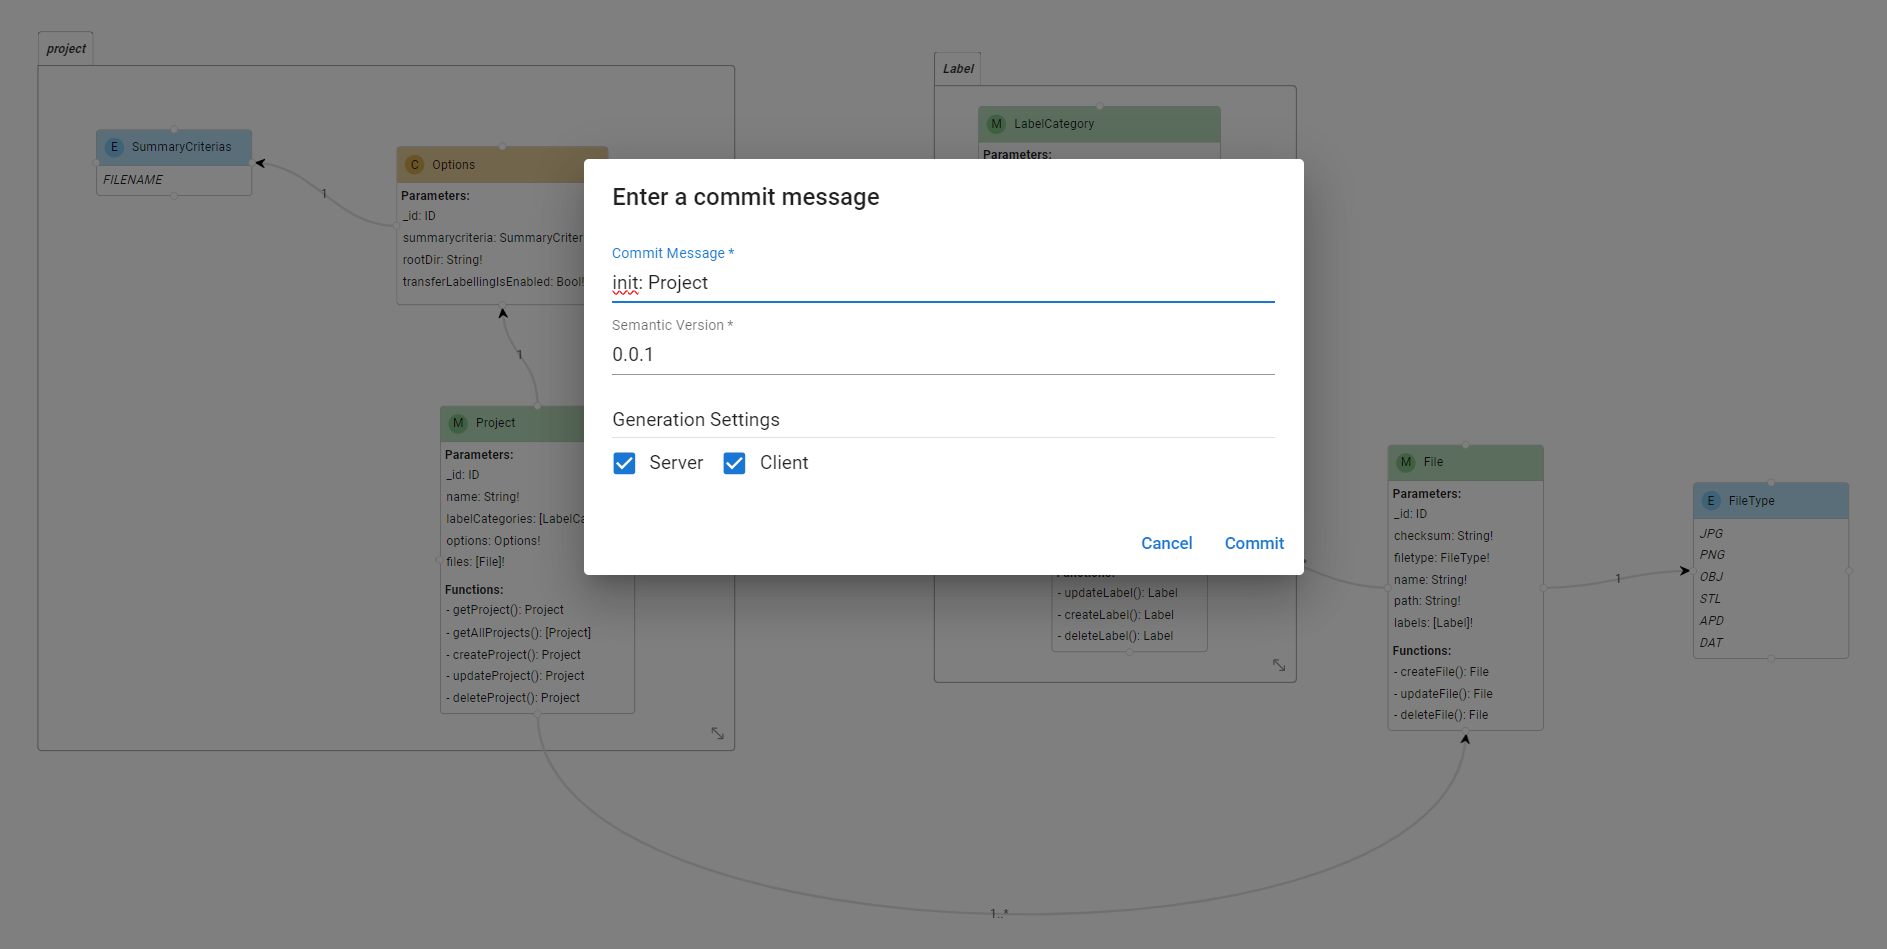 project
E SummaryCriterias
FILENAME
1
C Options
Parameters:
_id: ID
summarycriteria: SummaryCriter
rootDir: String!
transferLabellingIsEnabled: Bool!
1
M Project
Parameters:
_id: ID
name: String!
labelCategories: [LabelCa
options: Options!
files: [File]!
Functions:
- getProject(): Project
- getAllProjects(): [Project]
- createProject(): Project
- updateProject(): Project
- deleteProject(): Project
Label
M LabelCategory
Parameters:
Enter a commit message
Commit Message *
init: Project
Semantic Version *
0.0.1
Generation Settings
Server Client
Cancel Commit
Functions:
- updateLabel(): Label
- createLabel(): Label
- deleteLabel(): Label
M File
Parameters:
_id: ID
checksum: String!
filetype: FileType!
name: String!
path: String!
labels: [Label]!
Functions:
- createFile(): File
- updateFile(): File
- deleteFile(): File
1
E FileType
JPG
PNG
OBJ
STL
APD
DAT
1..*